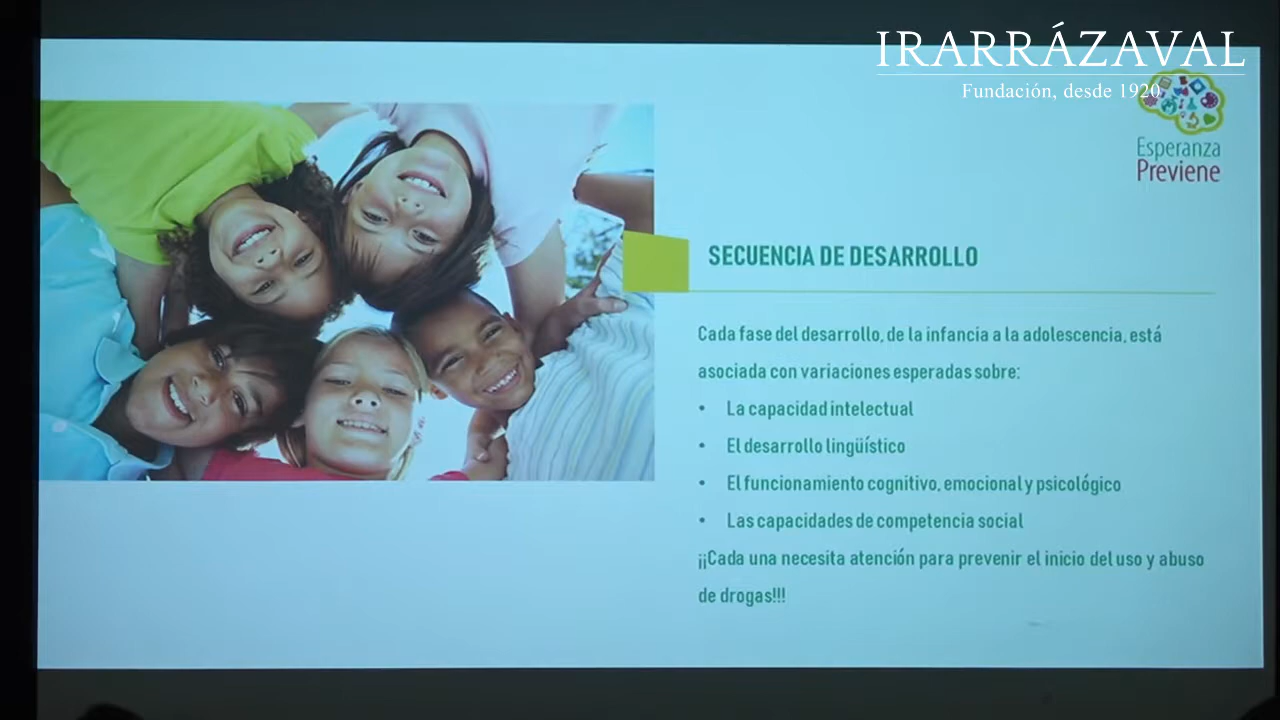 IRARRÁZAVAL
Fundación, desde 1920
Esperanza
Previene
SECUENCIA DE DESARROLLO
Cada fase del desarrollo, de la infancia a la adolescencia, está
asociada con variaciones esperadas sobre:
• La capacidad intelectual
• El desarrollo lingüístico
• El funcionamiento cognitivo, emocional y psicológico
• Las capacidades de competencia social
¡¡Cada una necesita atención para prevenir el inicio del uso y abuso
de drogas!!!